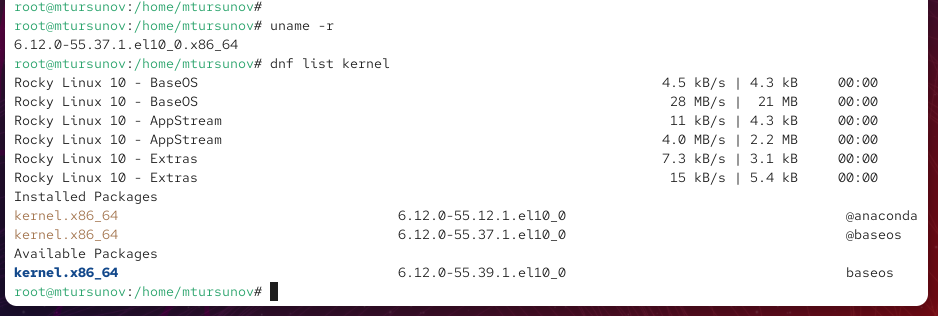 root@mtursunov:/home/mtursunov#
root@mtursunov:/home/mtursunov# uname -r
6.12.0-55.37.1.el10_0.x86_64
root@mtursunov:/home/mtursunov# dnf list kernel
Rocky Linux 10 - BaseOS 4.5 kB/s | 4.3 kB 00:00
Rocky Linux 10 - BaseOS 28 MB/s | 21 MB 00:00
Rocky Linux 10 - AppStream 11 kB/s | 4.3 kB 00:00
Rocky Linux 10 - AppStream 4.0 MB/s | 2.2 MB 00:00
Rocky Linux 10 - Extras 7.3 kB/s | 3.1 kB 00:00
Rocky Linux 10 - Extras 15 kB/s | 5.4 kB 00:00
Installed Packages
kernel.x86_64 6.12.0-55.12.1.el10_0 @anaconda
kernel.x86_64 6.12.0-55.37.1.el10_0 @baseos
Available Packages
kernel.x86_64 6.12.0-55.39.1.el10_0 baseos
root@mtursunov:/home/mtursunov#